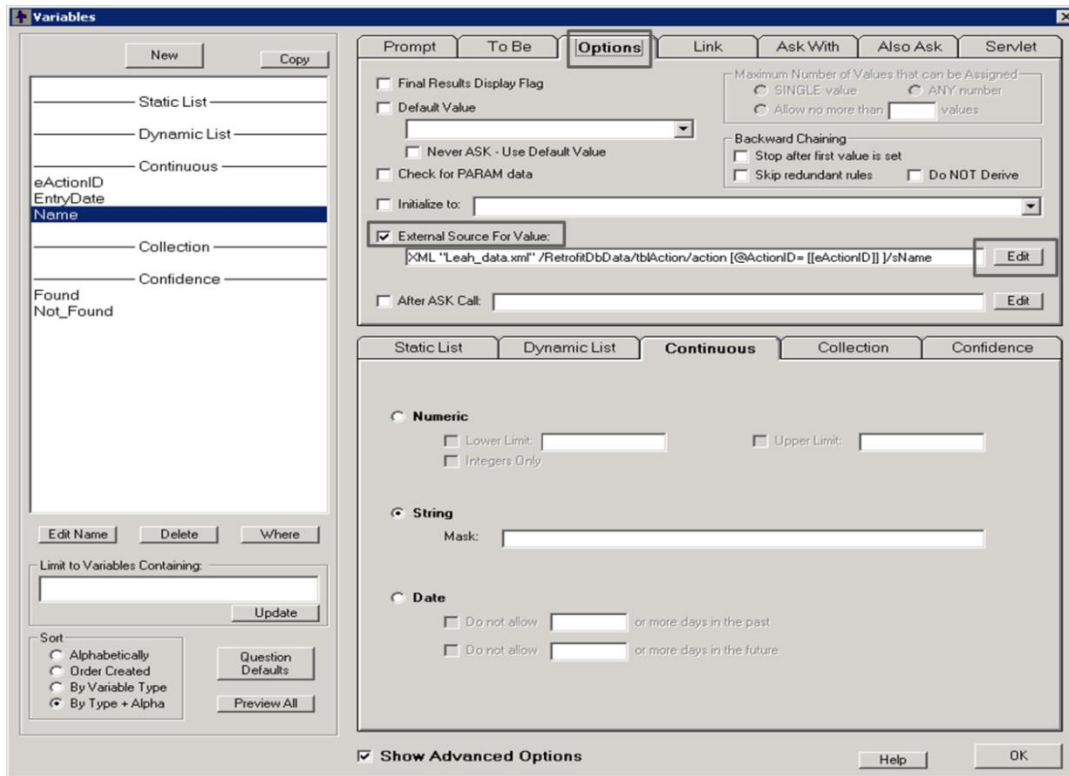 Variables
New
Copy
Static List
Dynamic List
Continuous
eActionID
EntryDate
Name
Collection
Confidence
Found
Not_Found
Edit Name
Delete
Where
Limit to Variables Containing:
Update
Sort
Alphabetically
Order Created
By Variable Type
By Type + Alpha
Question Defaults
Preview All
Prompt
To Be
Options
Link
Ask With
Also Ask
Servlet
Final Results Display Flag
Default Value
Never ASK - Use Default Value
Check for PARAM data
Maximum Number of Values that can be Assigned
SINGLE value
ANY number
Allow no more than
values
Backward Chaining
Stop after first value is set
Skip redundant rules
Do NOT Derive
Initialize to:
External Source For Value:
XML "Leah_data.xml" /RetrofitDbData/tblAction/action [@ActionID= [[eActionID]] ]/sName
Edit
After ASK Call:
Edit
Static List
Dynamic List
Continuous
Collection
Confidence
Numeric
Lower Limit:
Upper Limit:
Integers Only
String
Mask:
Date
Do not allow
or more days in the past
Do not allow
or more days in the future
Show Advanced Options
Help
OK